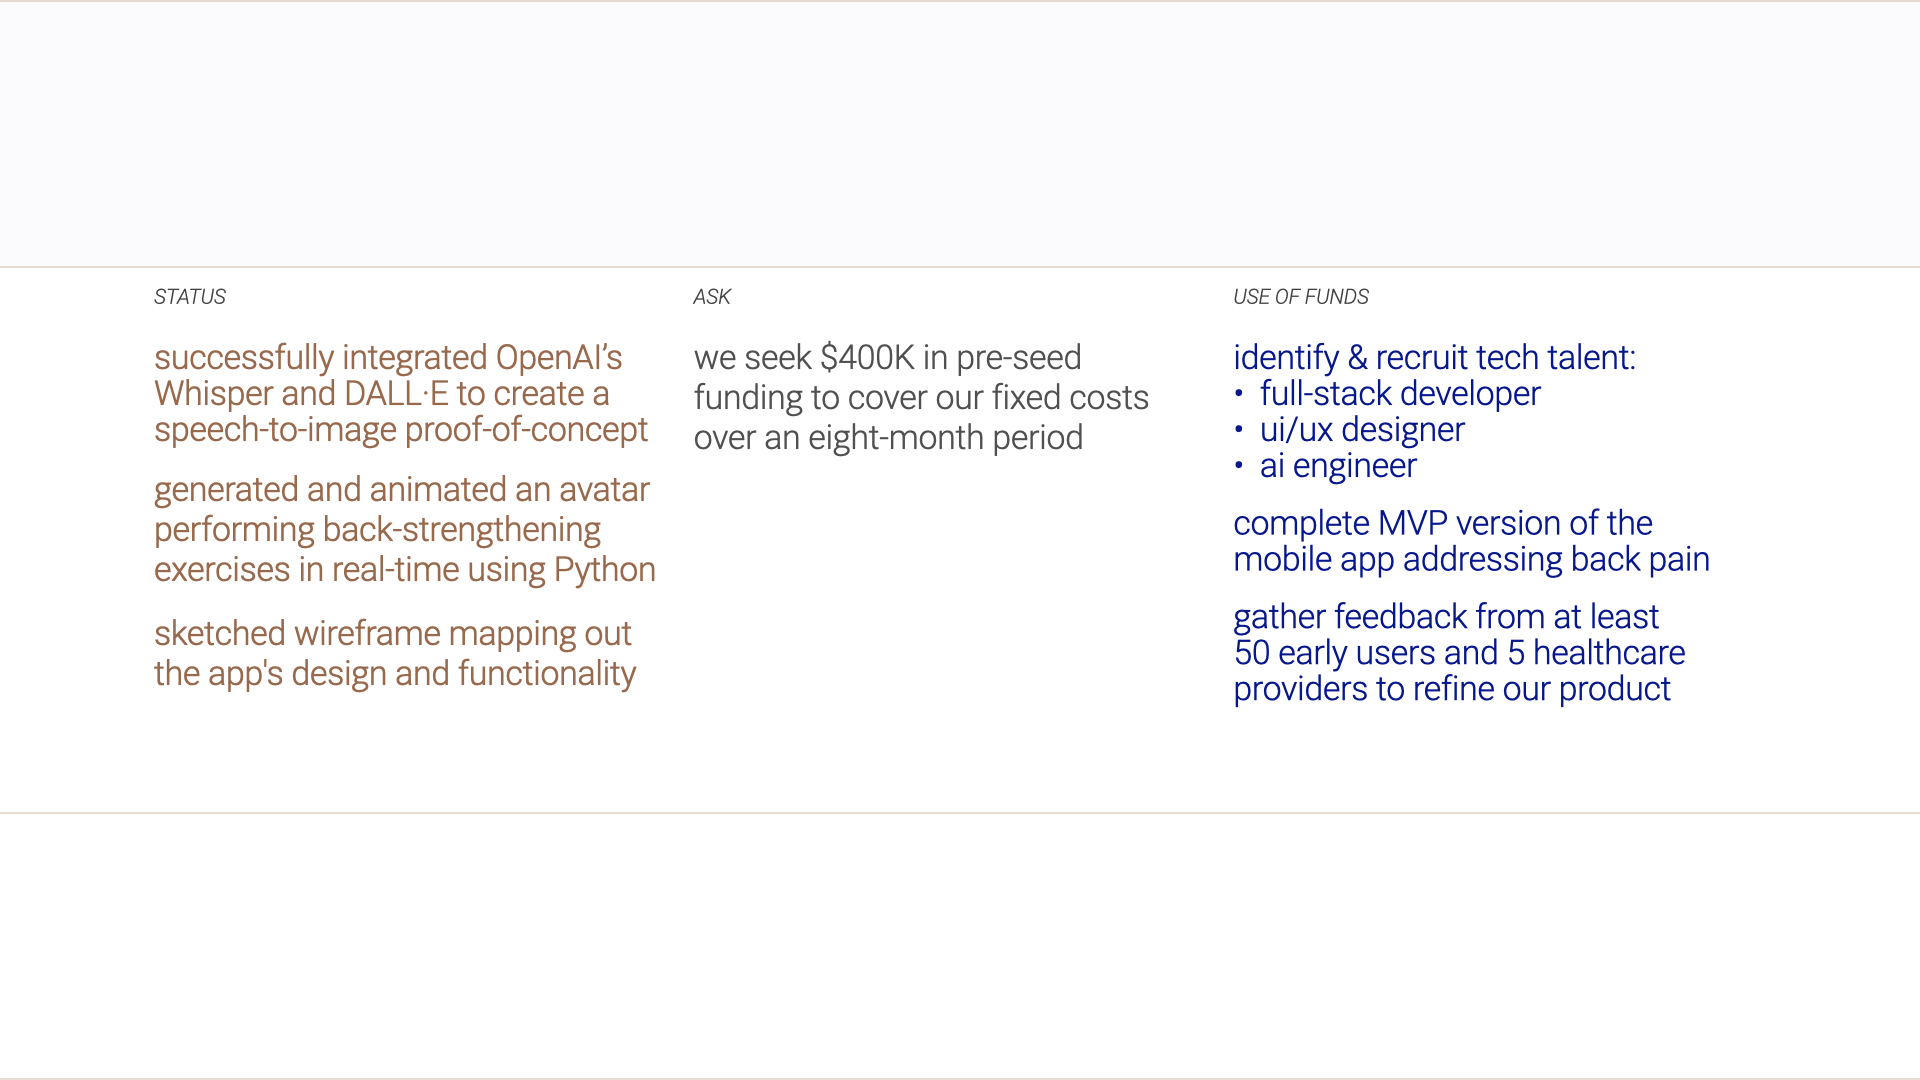 STATUS
successfully integrated OpenAI’s
Whisper and DALL·E to create a
speech-to-image proof-of-concept
generated and animated an avatar
performing back-strengthening
exercises in real-time using Python
sketched wireframe mapping out
the app's design and functionality
ASK
we seek $400K in pre-seed
funding to cover our fixed costs
over an eight-month period
USE OF FUNDS
identify & recruit tech talent:
• full-stack developer
• ui/ux designer
• ai engineer
complete MVP version of the
mobile app addressing back pain
gather feedback from at least
50 early users and 5 healthcare
providers to refine our product